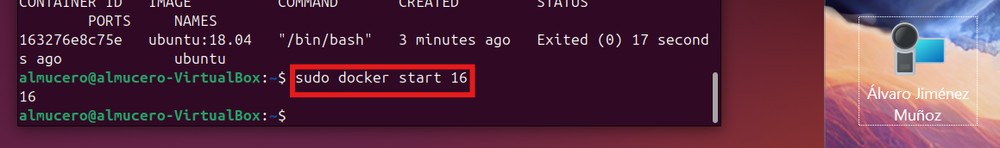 CONTAINER ID   IMAGE          COMMAND       CREATED         STATUS
        PORTS     NAMES
163276e8c75e   ubuntu:18.04   "/bin/bash"   3 minutes ago   Exited (0) 17 second
s ago             ubuntu
almucero@almucero-VirtualBox:~$ sudo docker start 16
16
almucero@almucero-VirtualBox:~$
Álvaro Jiménez
Muñoz